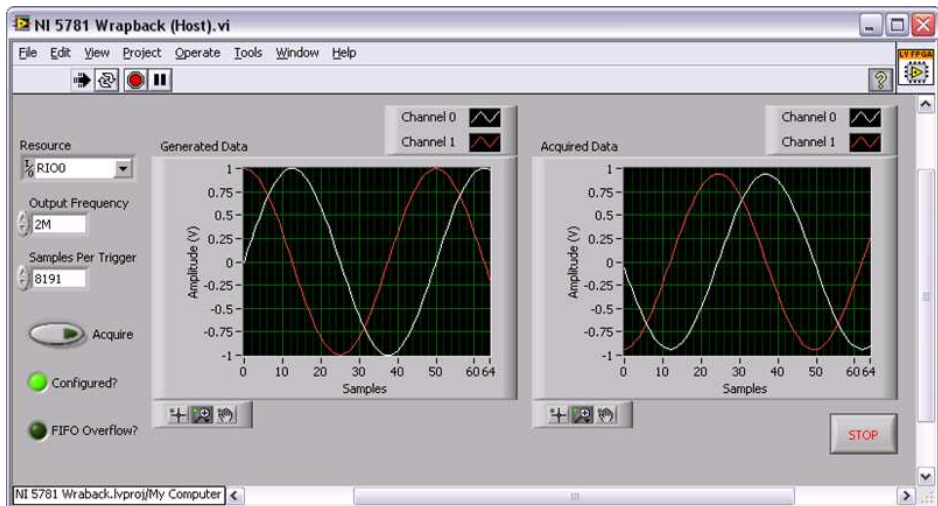 NI 5781 Wrapback (Host).vi
File Edit View Project Operate Tools Window Help
LV FPGA
?
Resource
I/O RIO0
Output Frequency
2M
Samples Per Trigger
8191
Acquire
Configured?
FIFO Overflow?
Generated Data
Channel 0
Channel 1
Amplitude (V)
1
0.75
0.5
0.25
0
-0.25
-0.5
-0.75
-1
0 10 20 30 40 50 60 64
Samples
Acquired Data
Channel 0
Channel 1
Amplitude (V)
1
0.75
0.5
0.25
0
-0.25
-0.5
-0.75
-1
0 10 20 30 40 50 60 64
Samples
STOP
NI 5781 Wraback.lvproj/My Computer